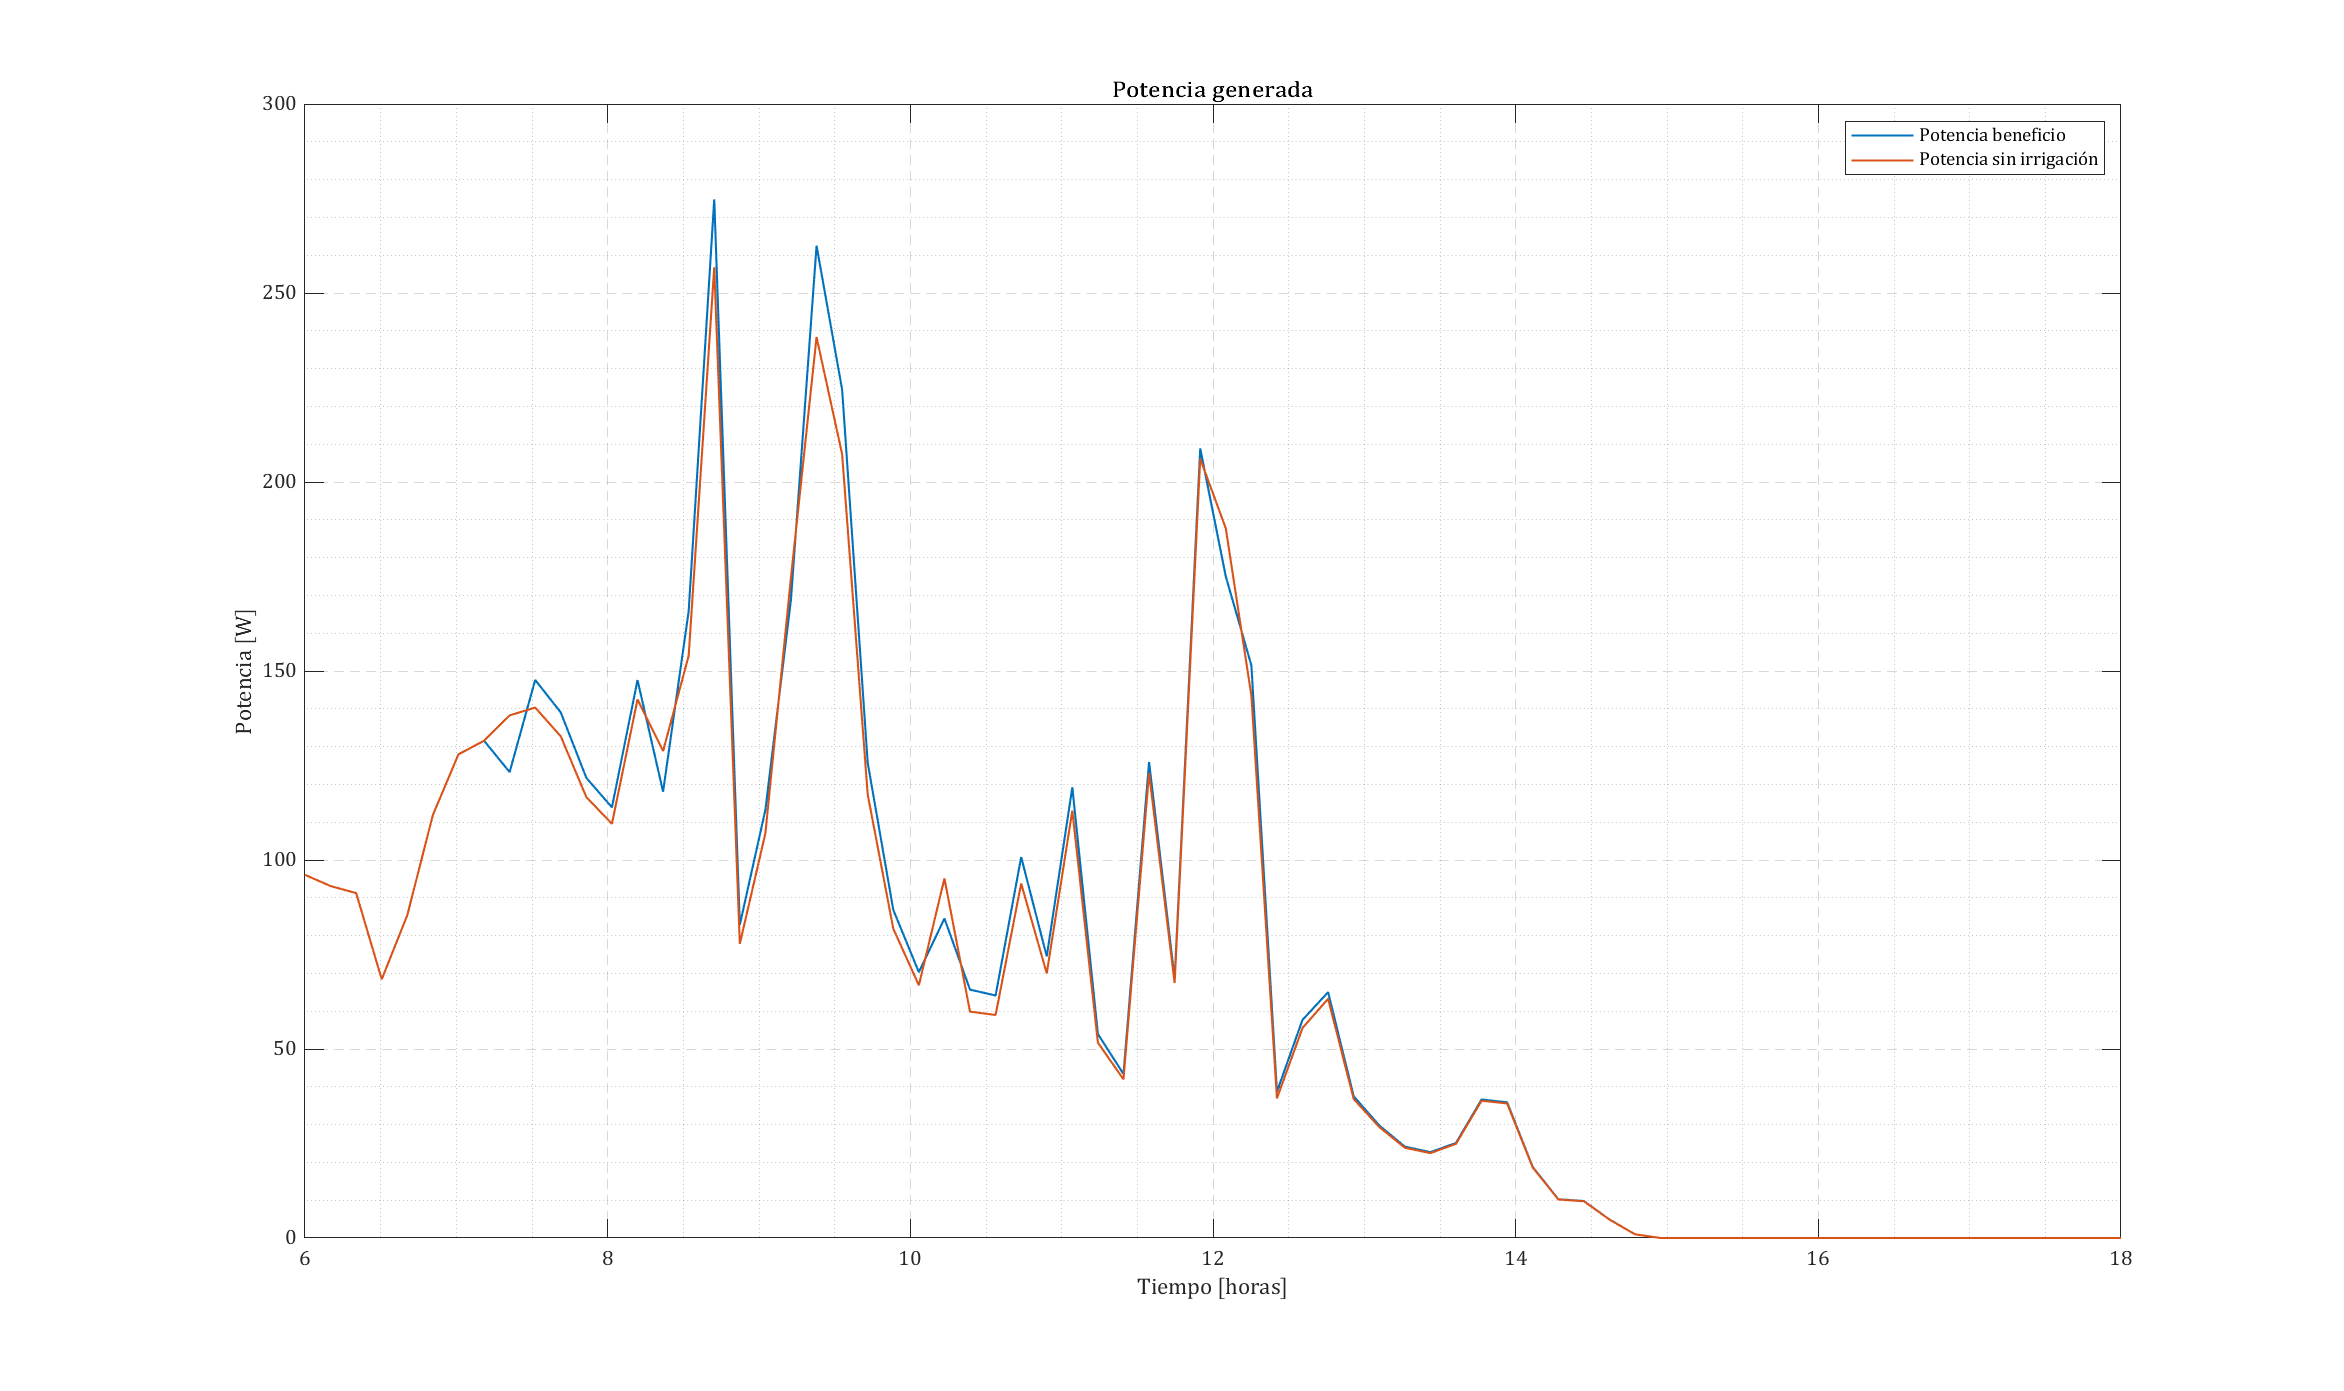 Potencia generada
300
250
200
150
100
50
0
Potencia [W]
Potencia beneficio
Potencia sin irrigación
6 8 10 12 14 16 18
Tiempo [horas]